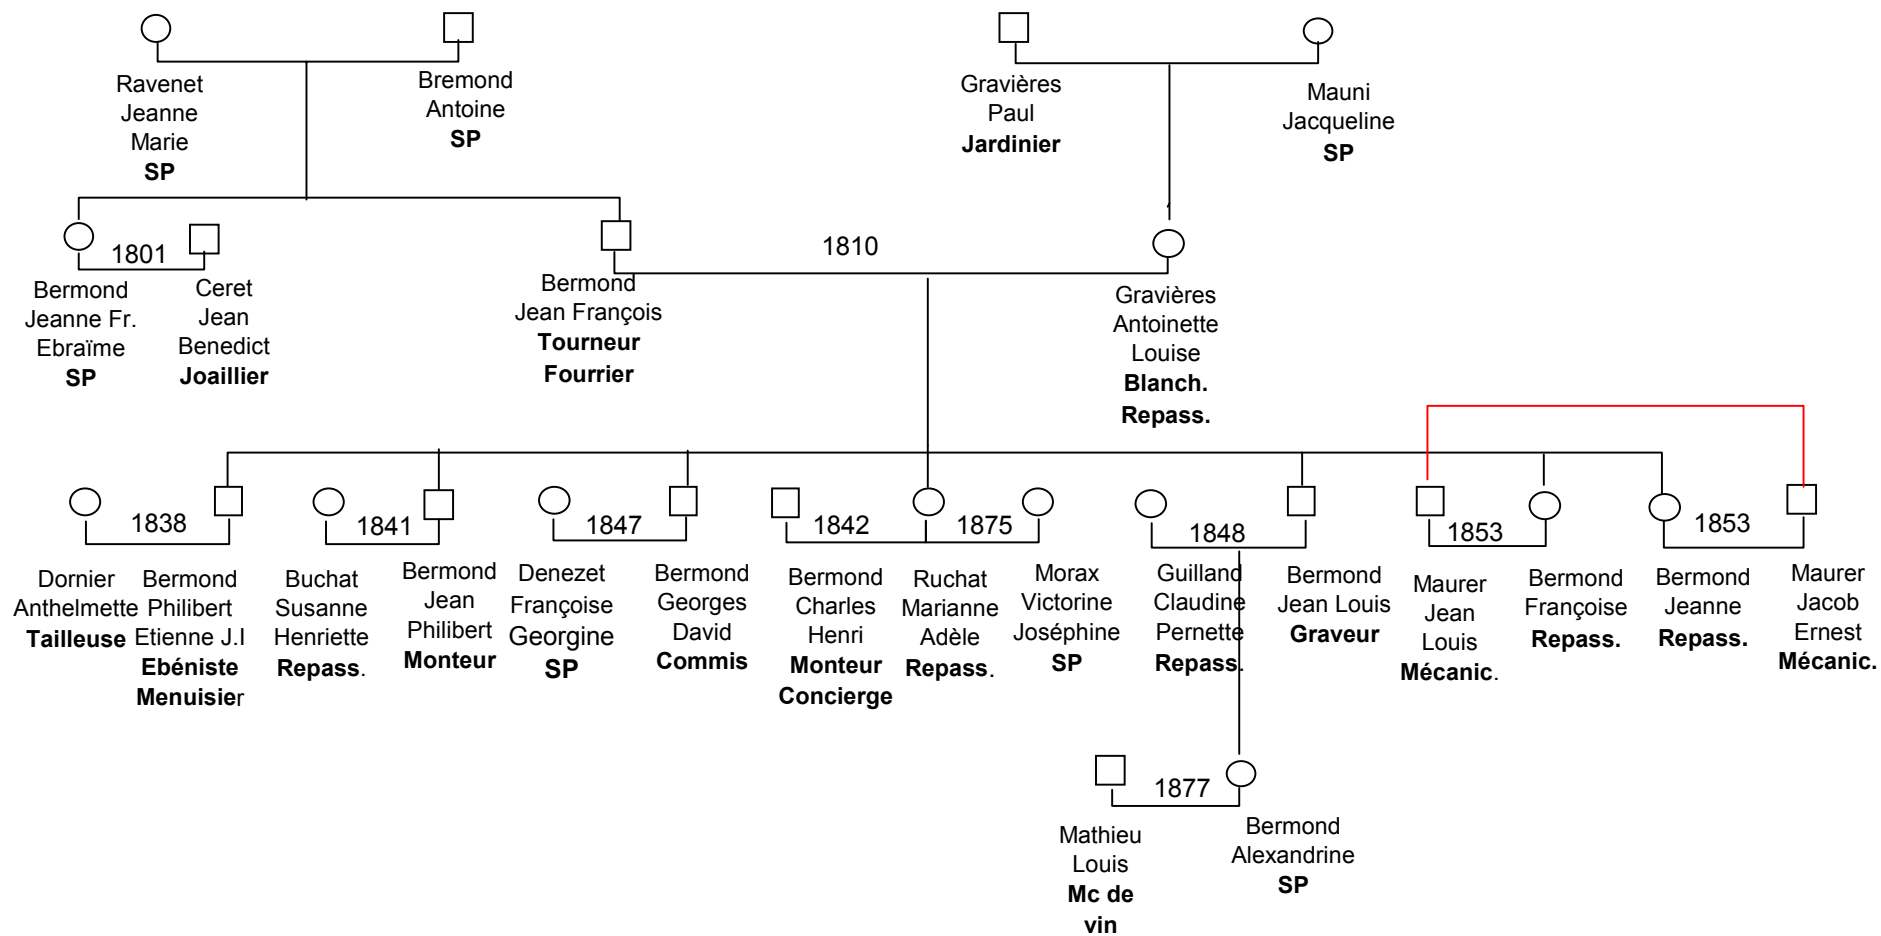 Ravenet
Jeanne
Marie
SP
Bremond
Antoine
SP
Gravières
Paul
Jardinier
Mauni
Jacqueline
SP
1801
1810
Bermond
Jeanne Fr.
Ebraïme
SP
Ceret
Jean
Benedict
Joaillier
Bermond
Jean François
Tourneur
Fourrier
Gravières
Antoinette
Louise
Blanch.
Repass.
1838
1841
1847
1842
1875
1848
1853
1853
Dornier
Anthelmette
Tailleuse
Bermond
Philibert
Etienne J.l
Ebéniste
Menuisier
Buchat
Susanne
Henriette
Repass.
Bermond
Jean
Philibert
Monteur
Denezet
Françoise
Georgine
SP
Bermond
Georges
David
Commis
Bermond
Charles
Henri
Monteur
Concierge
Ruchat
Marianne
Adèle
Repass.
Morax
Victorine
Joséphine
SP
Guilland
Claudine
Pernette
Repass.
Bermond
Jean Louis
Graveur
Maurer
Jean
Louis
Mécanic.
Bermond
Françoise
Repass.
Bermond
Jeanne
Repass.
Maurer
Jacob
Ernest
Mécanic.
1877
Mathieu
Louis
Mc de
vin
Bermond
Alexandrine
SP